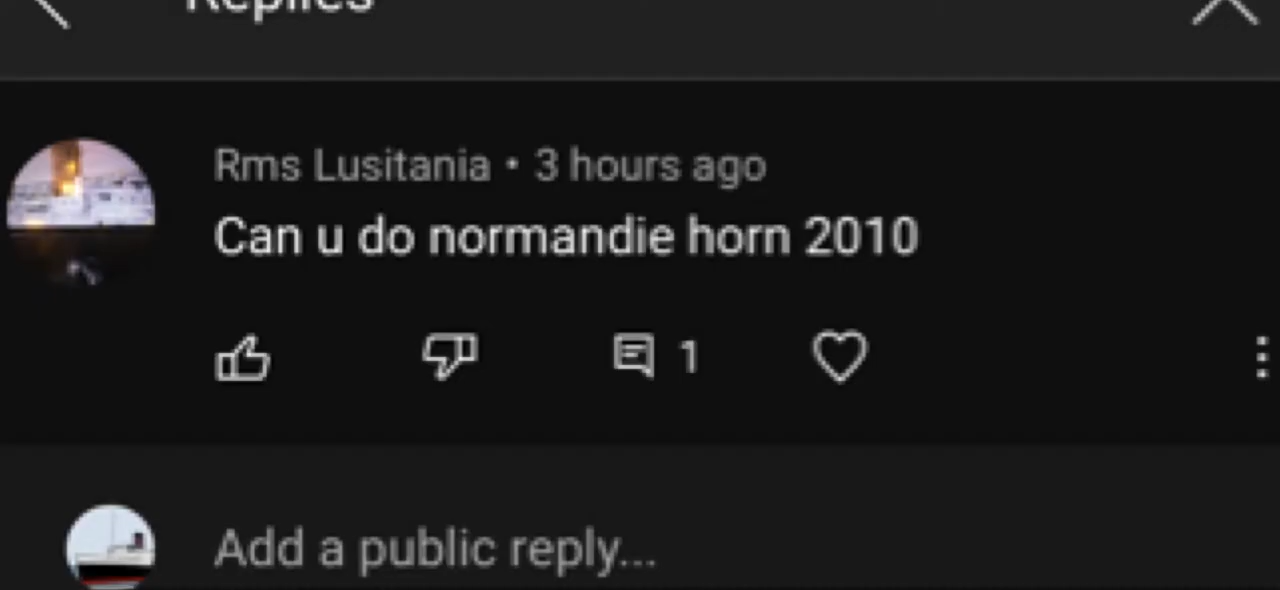 Replies
Rms Lusitania • 3 hours ago
Can u do normandie horn 2010
1
Add a public reply...